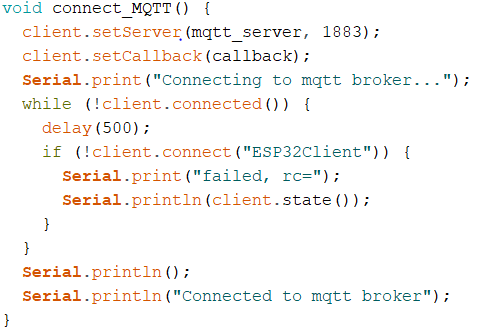 void connect_MQTT() {
  client.setServer(mqtt_server, 1883);
  client.setCallback(callback);
  Serial.print("Connecting to mqtt broker...");
  while (!client.connected()) {
    delay(500);
    if (!client.connect("ESP32Client")) {
      Serial.print("failed, rc=");
      Serial.println(client.state());
    }
  }
  Serial.println();
  Serial.println("Connected to mqtt broker");
}